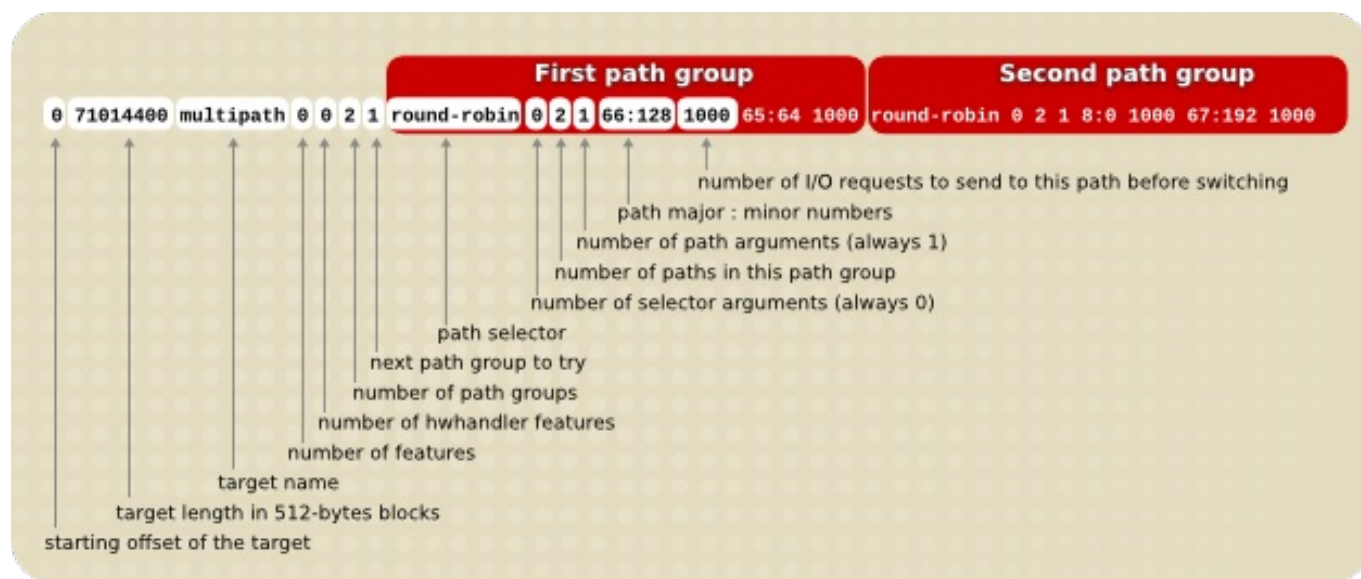 First path group
Second path group
0 71014400 multipath 0 0 2 1 round-robin 0 2 1 66:128 1000 65:64 1000 round-robin 0 2 1 8:0 1000 67:192 1000
number of I/O requests to send to this path before switching
path major : minor numbers
number of path arguments (always 1)
number of paths in this path group
number of selector arguments (always 0)
path selector
next path group to try
number of path groups
number of hwhandler features
number of features
target name
target length in 512-bytes blocks
starting offset of the target